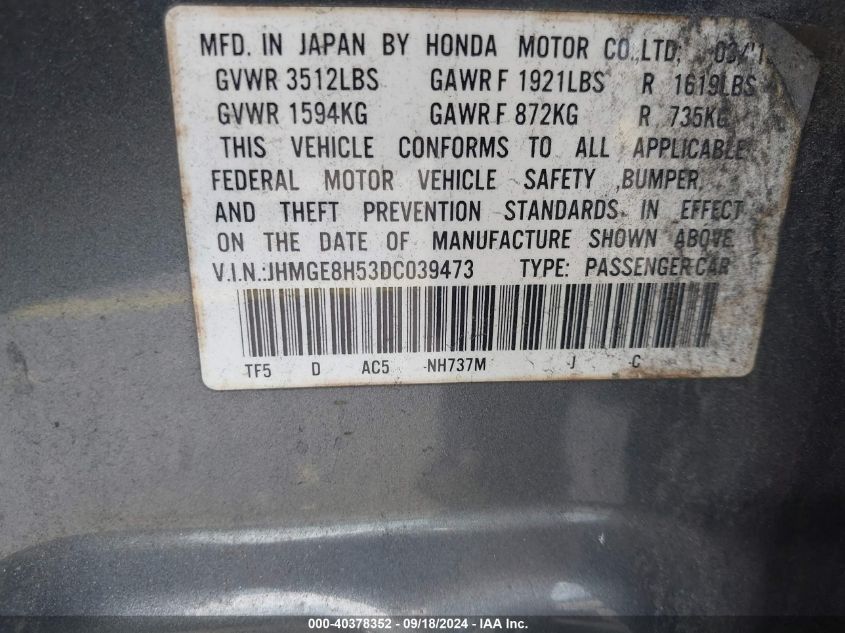 MFD. IN JAPAN BY HONDA MOTOR CO.,LTD.
GVWR 3512LBS GAWR F 1921LBS R 1619LBS
GVWR 1594KG GAWR F 872KG R 735KG
THIS VEHICLE CONFORMS TO ALL APPLICABLE
FEDERAL MOTOR VEHICLE SAFETY, BUMPER,
AND THEFT PREVENTION STANDARDS IN EFFECT
ON THE DATE OF MANUFACTURE SHOWN ABOVE.
V.I.N.:JHMGE8H53DC039473 TYPE: PASSENGER CAR
TF5 D AC5 -NH737M J -C
000-40378352 - 09/18/2024 - IAA Inc.